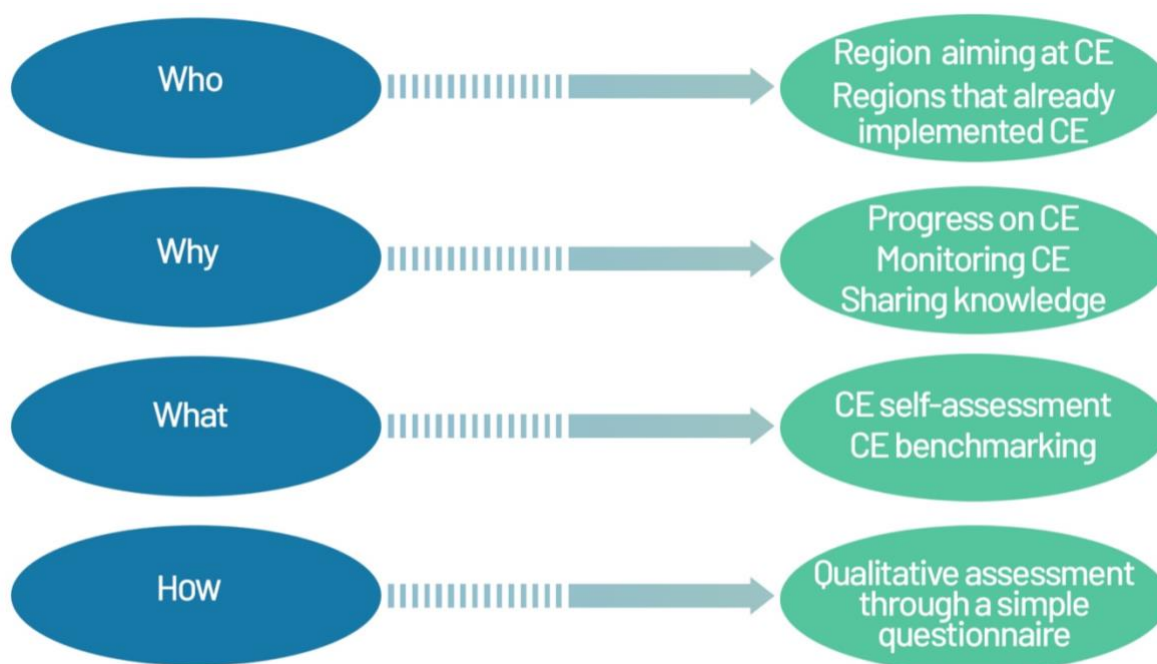 Who
Region aiming at CE
Regions that already
implemented CE
Why
Progress on CE
Monitoring CE
Sharing knowledge
What
CE self-assessment
CE benchmarking
How
Qualitative assessment
through a simple
questionnaire